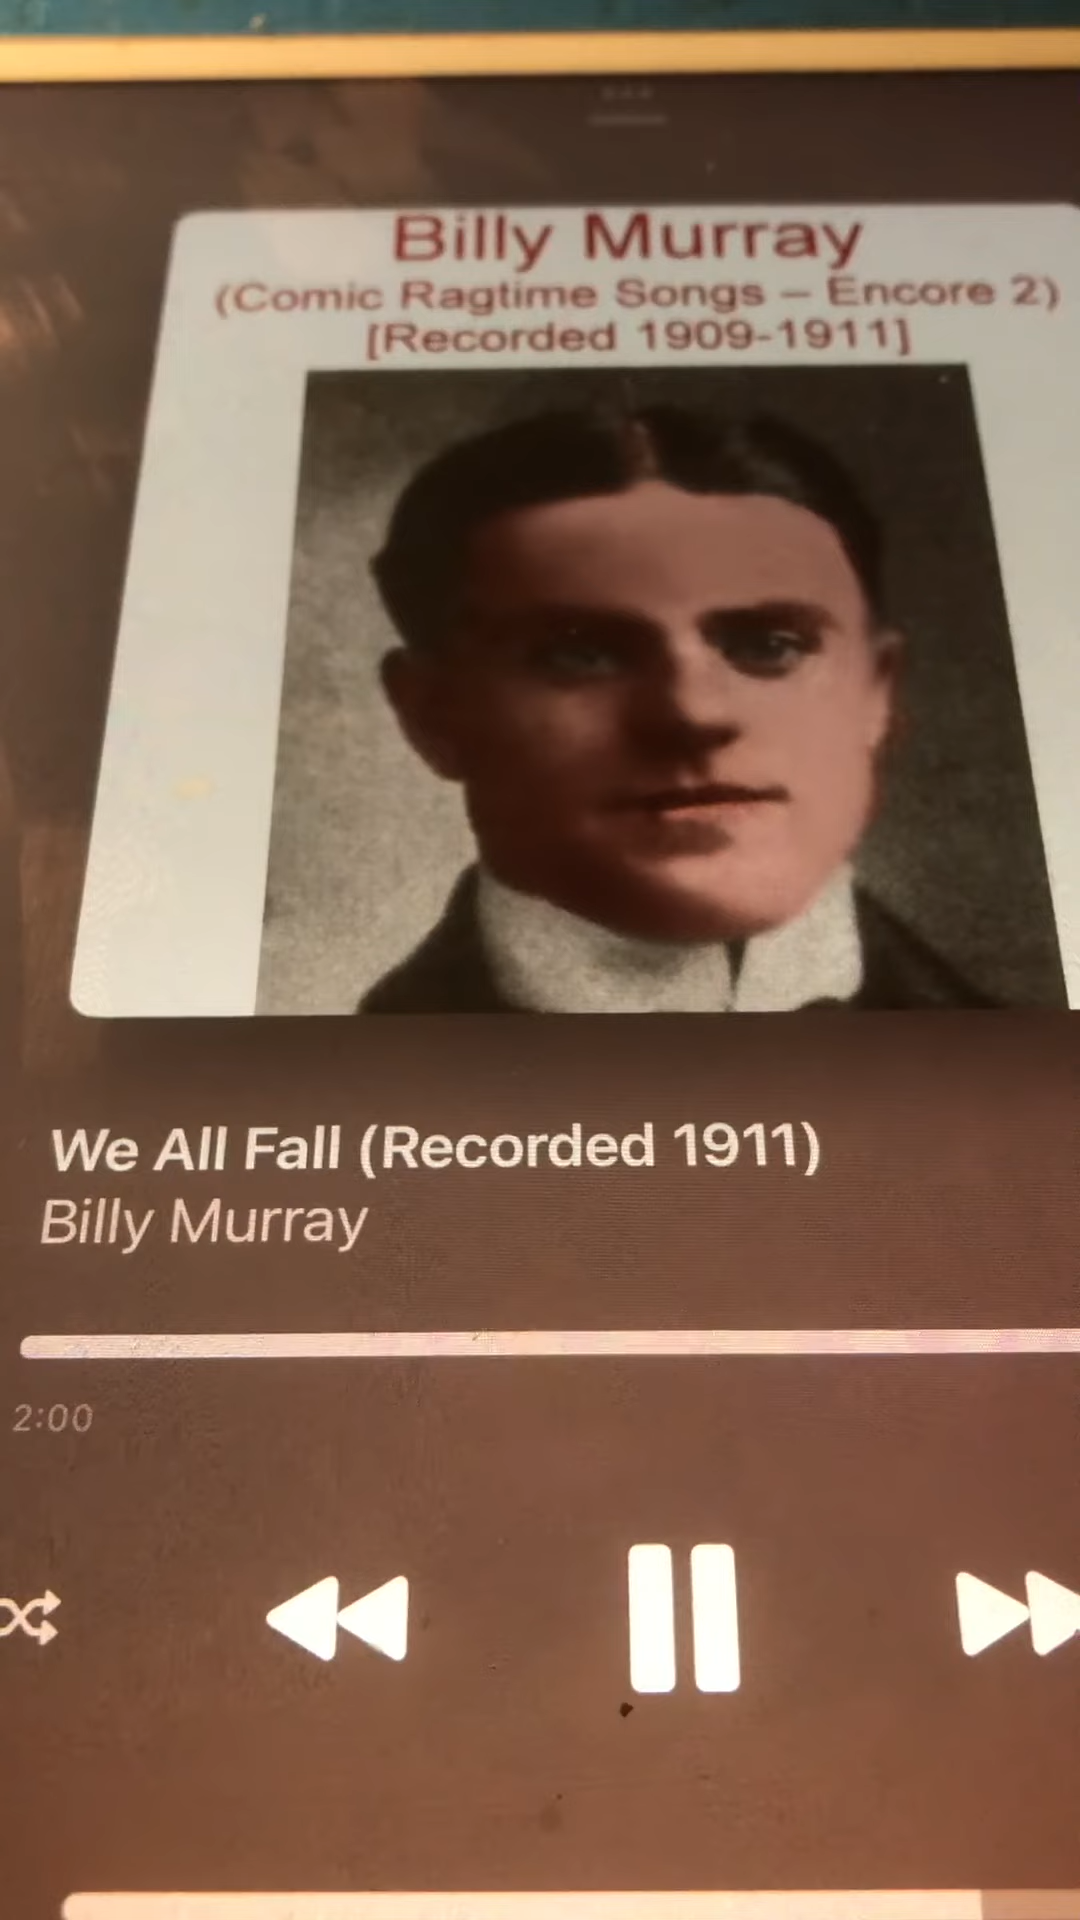 Billy Murray
(Comic Ragtime Songs – Encore 2)
[Recorded 1909-1911]
We All Fall (Recorded 1911)
Billy Murray
2:00